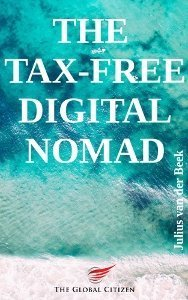 THE
TAX-FREE
DIGITAL
NOMAD
Julius van der Beek
THE GLOBAL CITIZEN